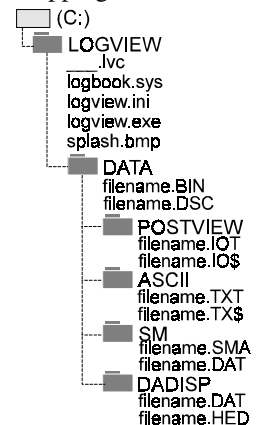 (C:)
LOGVIEW
___.lvc
logbook.sys
logview.ini
logview.exe
splash.bmp
DATA
filename.BIN
filename.DSC
POSTVIEW
filename.IOT
filename.IO$
ASCII
filename.TXT
filename.TX$
SM
filename.SMA
filename.DAT
DADISP
filename.DAT
filename.HED